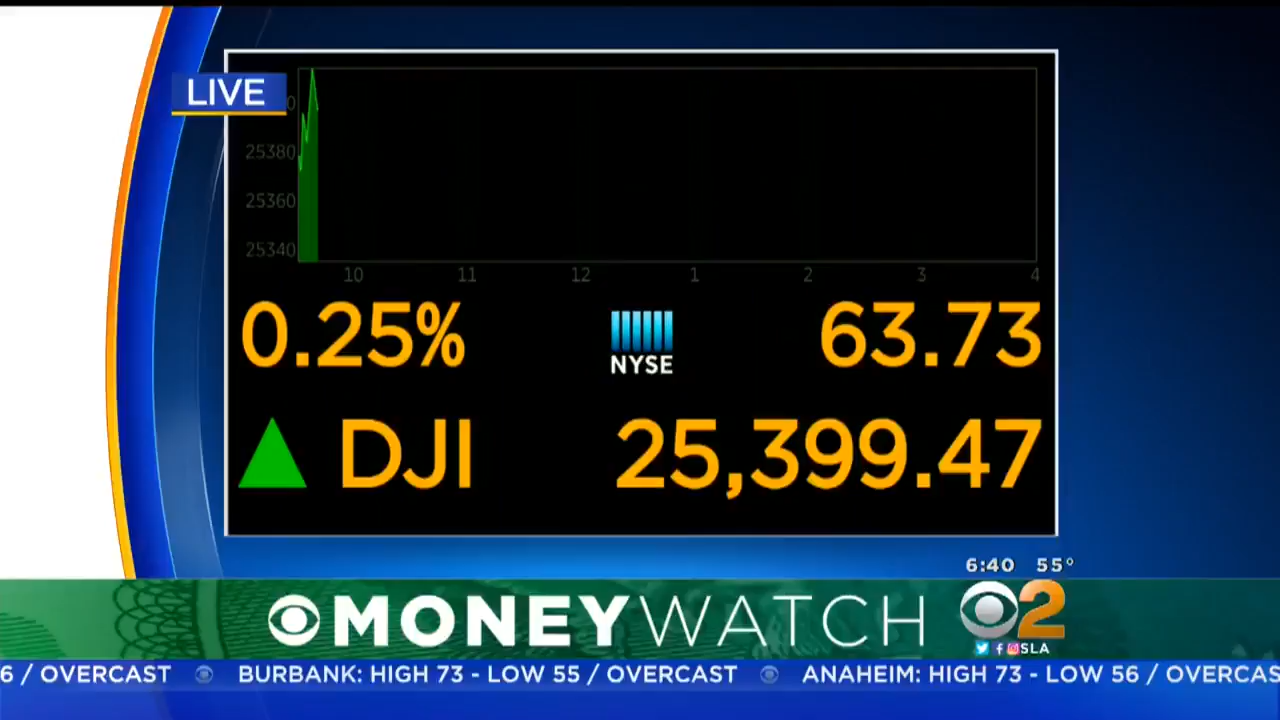 LIVE
0
25380
25360
25340
10 11 12 1 2 3 4
0.25% NYSE 63.73
DJI 25,399.47
6:40 55°
MONEYWATCH
2
SLA
6 / OVERCAST BURBANK: HIGH 73 - LOW 55 / OVERCAST ANAHEIM: HIGH 73 - LOW 56 / OVERCAS